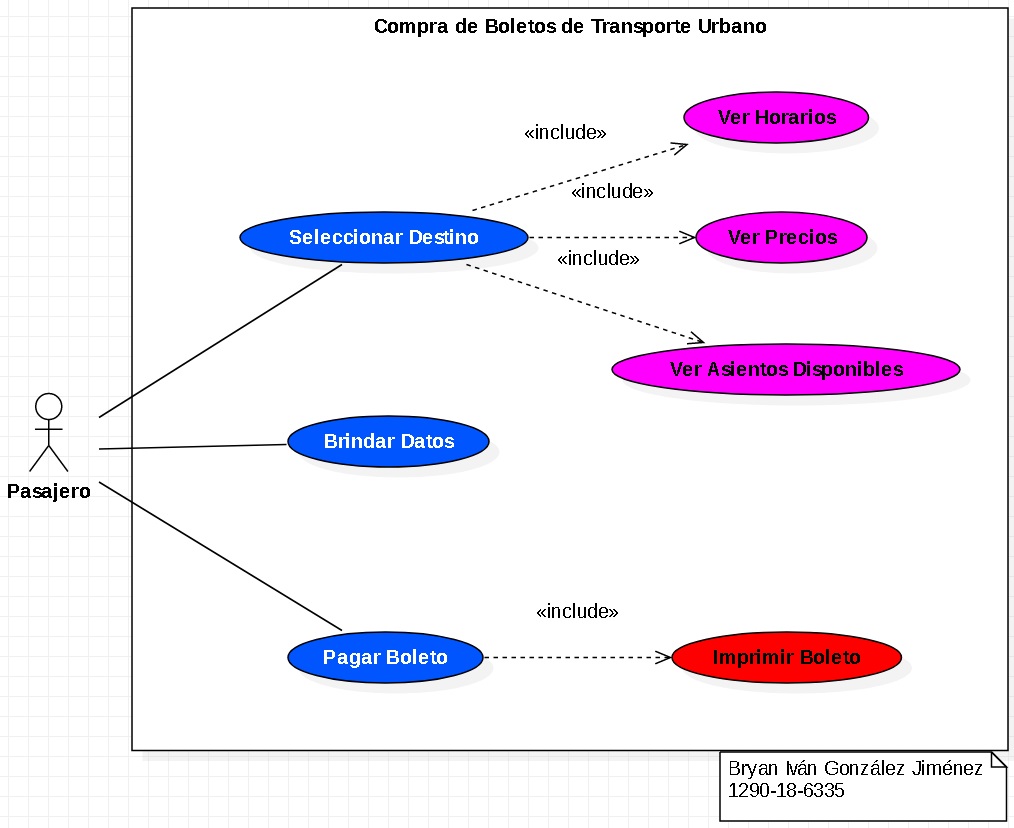 Compra de Boletos de Transporte Urbano
Ver Horarios
«include»
«include»
Seleccionar Destino
Ver Precios
«include»
Ver Asientos Disponibles
Brindar Datos
Pasajero
«include»
Pagar Boleto
Imprimir Boleto
Bryan Iván González Jiménez
1290-18-6335